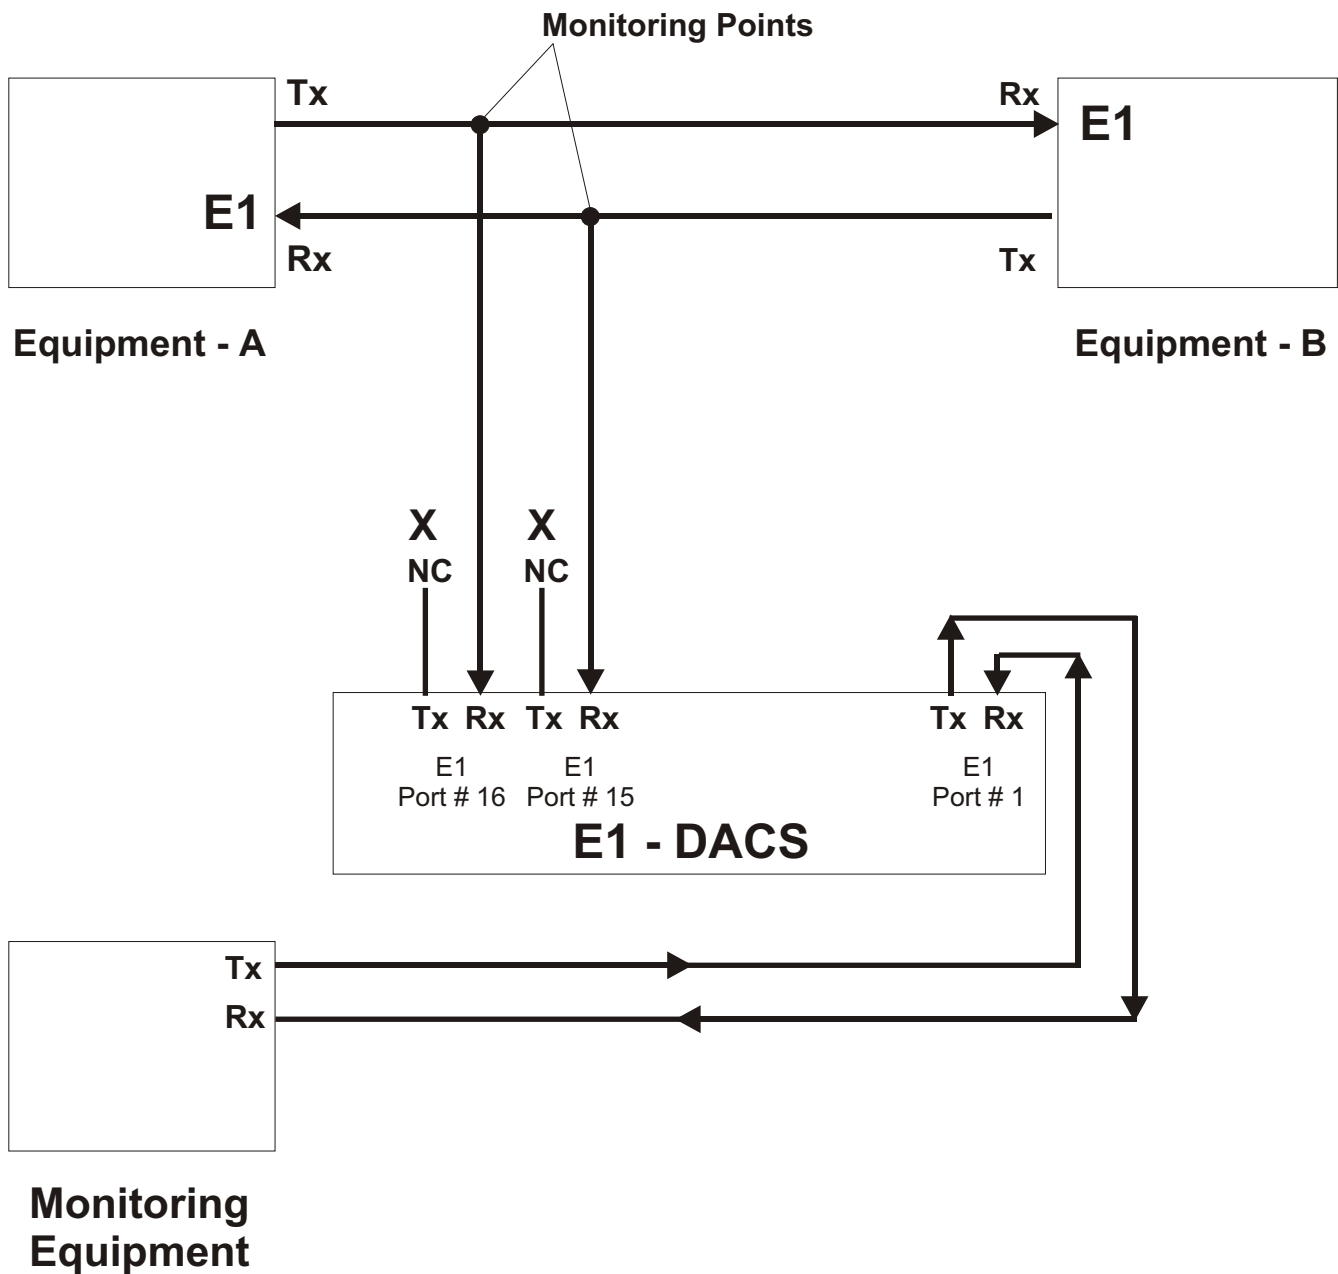 Monitoring Points
Tx
Rx
E1
E1
Rx
Tx
Equipment - A
Equipment - B
X
X
NC
NC
Tx Rx Tx Rx
Tx Rx
E1
E1
E1
Port # 16
Port # 15
Port # 1
E1 - DACS
Tx
Rx
Monitoring
Equipment